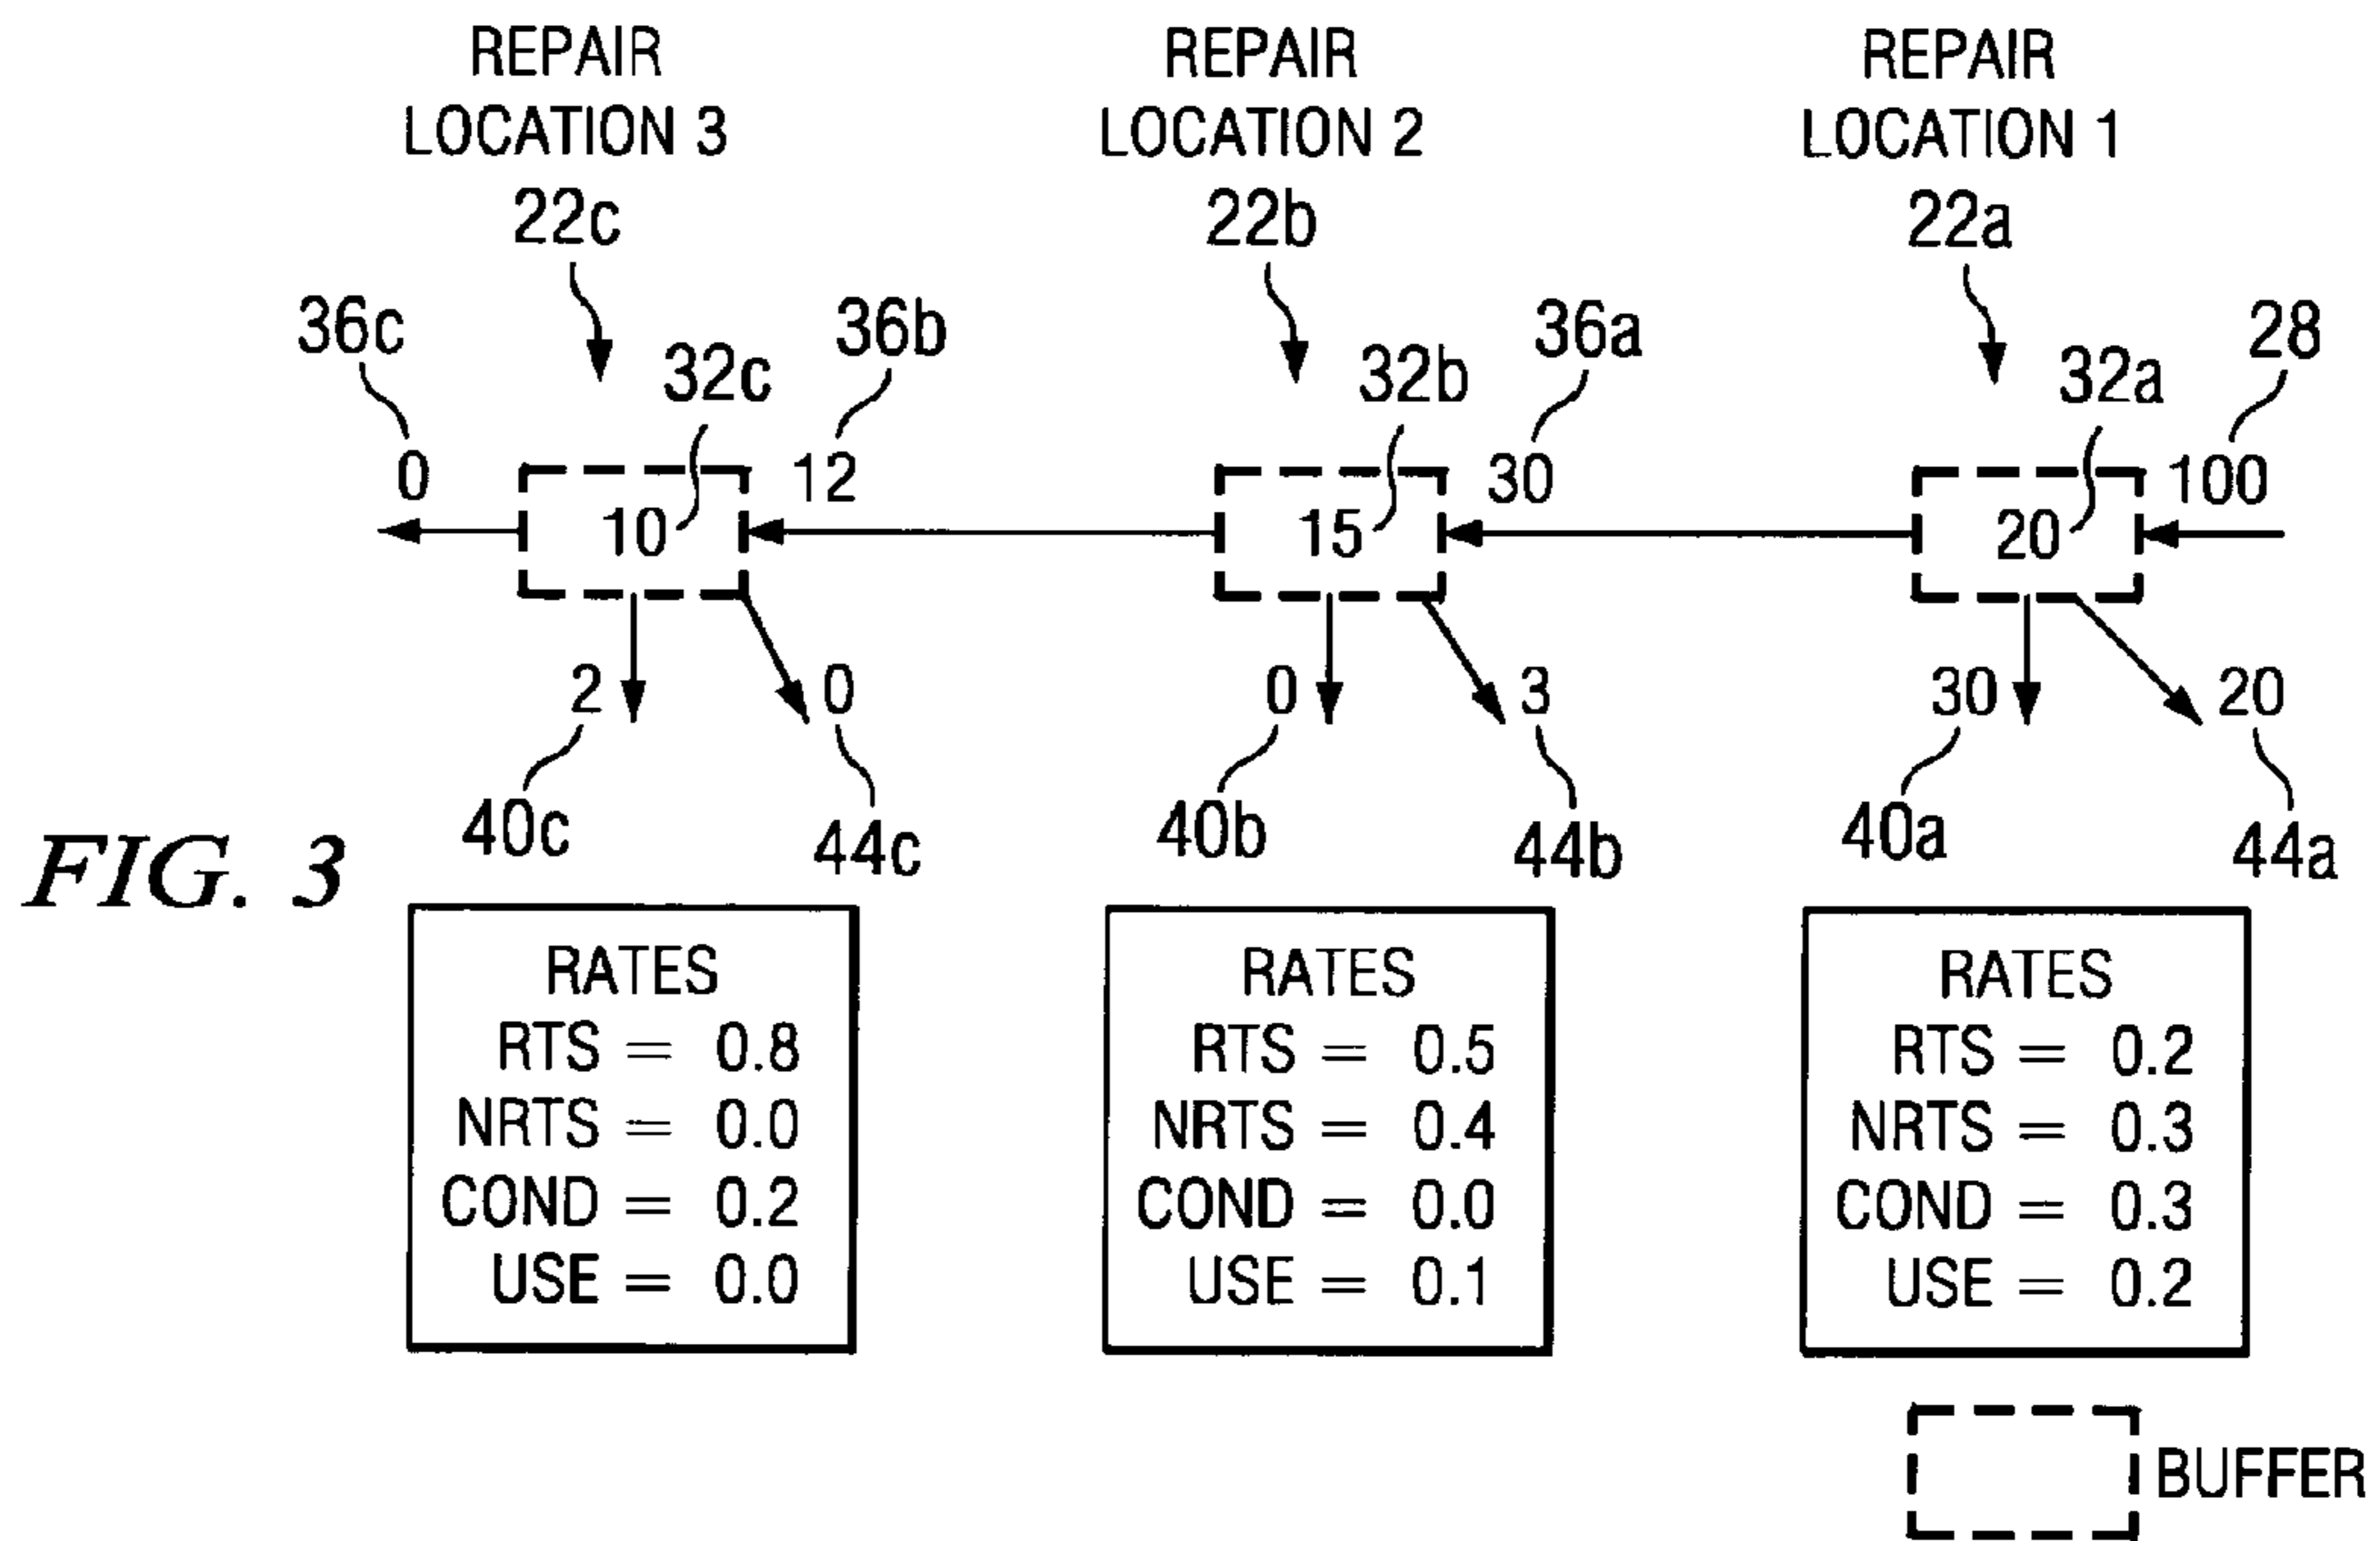 REPAIR
LOCATION 3
22c
REPAIR
LOCATION 2
22b
REPAIR
LOCATION 1
22a
36c
32c
36b
32b
36a
32a
28
0
10
12
15
30
20
100
2
0
0
3
30
20
40c
44c
40b
44b
40a
44a
FIG. 3
RATES
RTS = 0.8
NRTS = 0.0
COND = 0.2
USE = 0.0
RATES
RTS = 0.5
NRTS = 0.4
COND = 0.0
USE = 0.1
RATES
RTS = 0.2
NRTS = 0.3
COND = 0.3
USE = 0.2
BUFFER